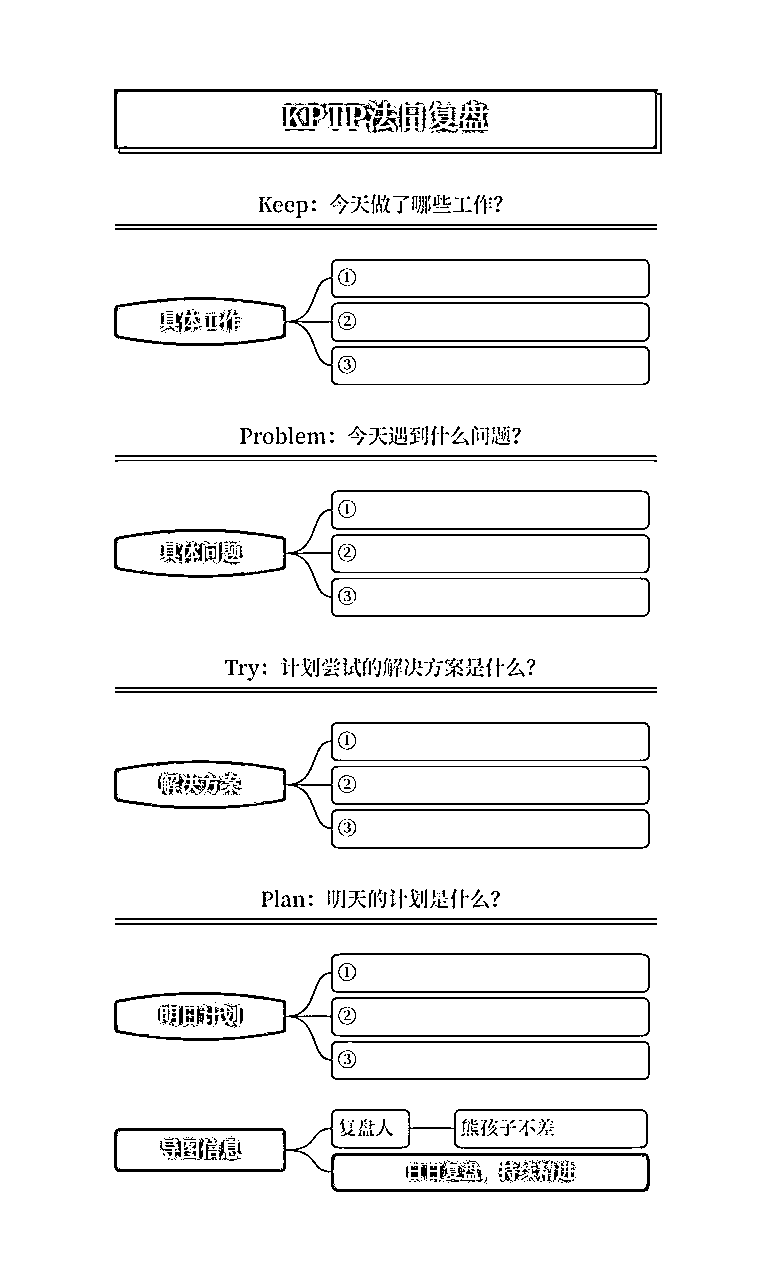 KPTP法日复盘
Keep：今天做了哪些工作？
具体工作
①
②
③
Problem：今天遇到什么问题？
具体问题
①
②
③
Try：计划尝试的解决方案是什么？
解决方案
①
②
③
Plan：明天的计划是什么？
明日计划
①
②
③
导图信息
复盘人
熊孩子不差
日日复盘，持续精进